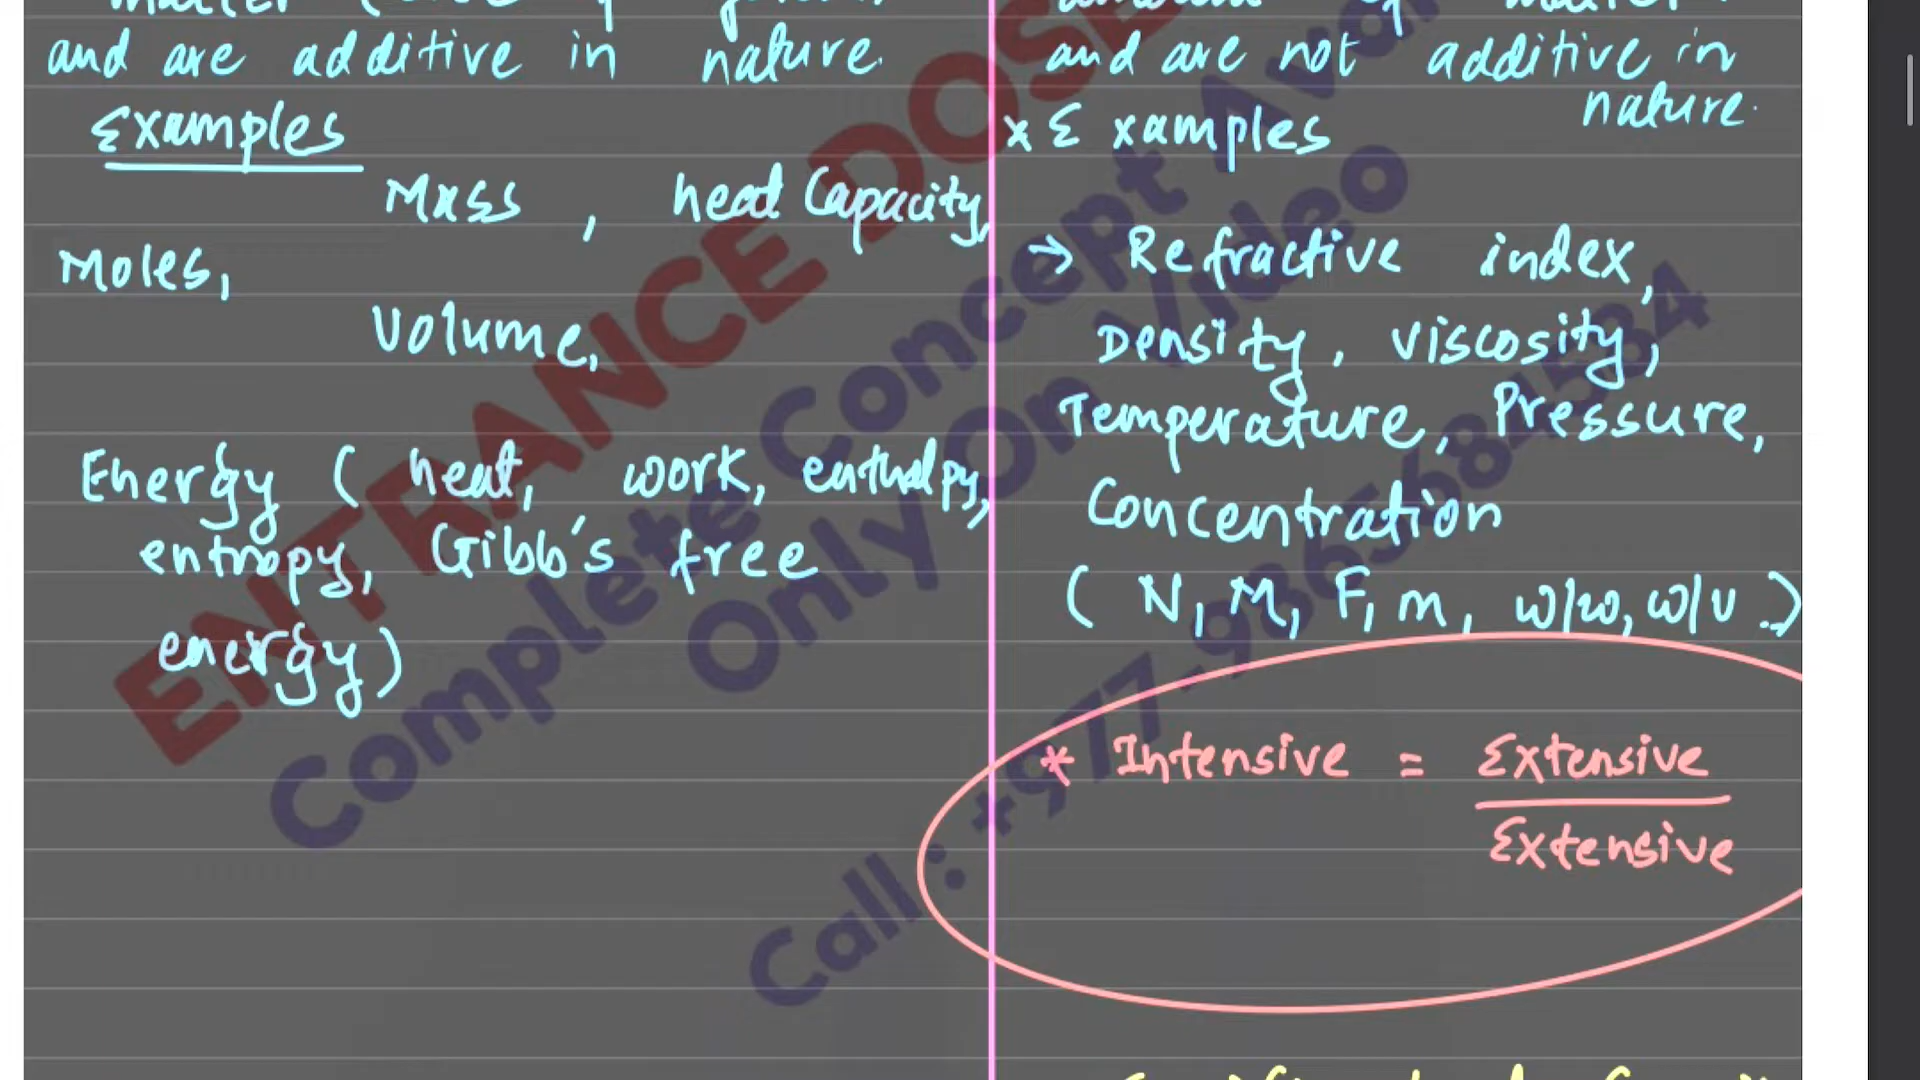 and are additive in nature.
Examples
Mass, heat Capacity,
Moles,
Volume,
Energy ( heat, work, enthalpy,
entropy, Gibb's free
energy)
and are not additive in
nature.
x Examples
→ Refractive index,
Density, Viscosity,
Temperature, Pressure,
Concentration
( N, M, F, m, w/w, w/v .)
* Intensive = Extensive
Extensive
ENTRANCE DOSE
Complete Concept
Only On Video
Call : +977-9865684584